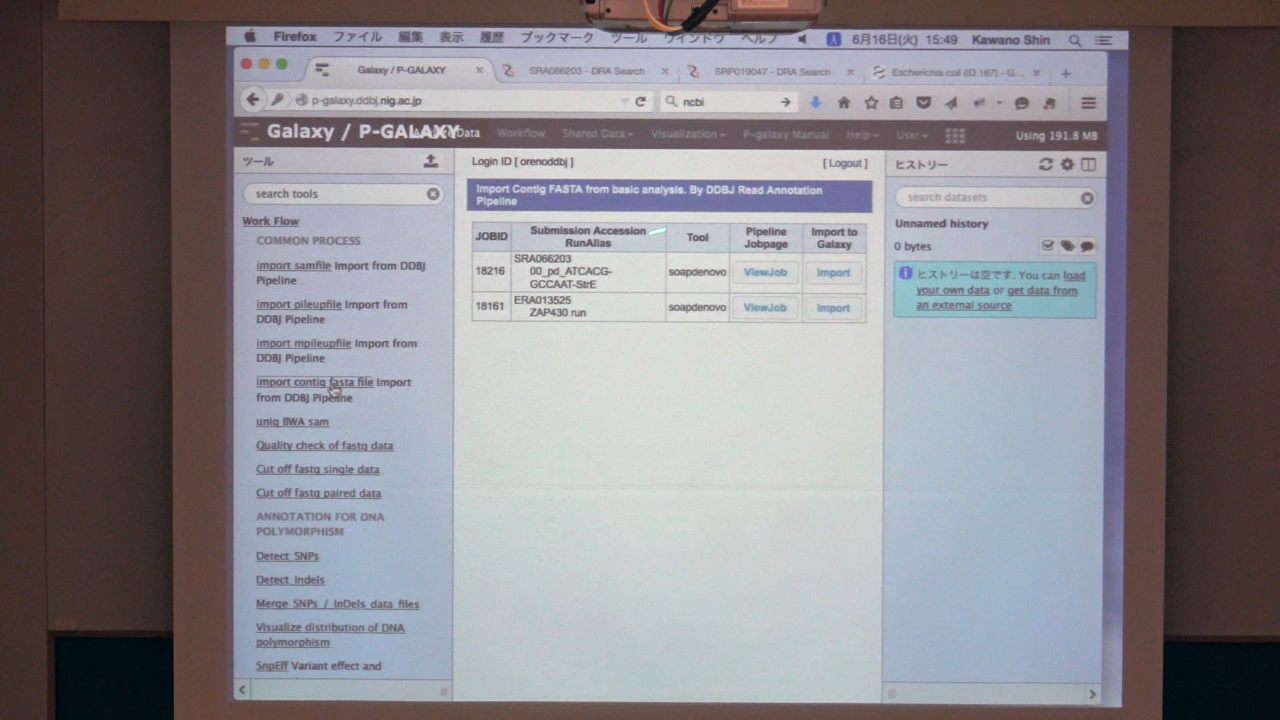 Firefox ファイル 編集 表示 履歴 ブックマーク ツール ウインドウ ヘルプ A 6月16日(火) 15:49 Kawano Shin
Galaxy / P-GALAXY × SRA066203 - DRA Search × SRP019047 - DRA Search × Escherichia coli (ID 167) - G... × +
p-galaxy.ddbj.nig.ac.jp ncbi
Galaxy / P-GALAXY Data Workflow Shared Data Visualization P-galaxy Manual Help User Using 191.8 MB
ツール
search tools
Work Flow
COMMON PROCESS
import samfile Import from DDBJ
Pipeline
import pileupfile Import from
DDBJ Pipeline
import mpileupfile Import from
DDBJ Pipeline
import contig fasta file Import
from DDBJ Pipeline
uniq BWA sam
Quality check of fastq data
Cut off fastq single data
Cut off fastq paired data
ANNOTATION FOR DNA
POLYMORPHISM
Detect SNPs
Detect Indels
Merge SNPs / InDels data files
Visualize distribution of DNA
polymorphism
SnpEff Variant effect and
Login ID [ orenoddbj ] [ Logout ]
Import Contig FASTA from basic analysis. By DDBJ Read Annotation
Pipeline
JOBID Submission Accession RunAlias Tool Pipeline Jobpage Import to Galaxy
18216 SRA066203 soapdenovo ViewJob Import
00_pd_ATCACG-
GCCAAT-StrE
18161 ERA013525 soapdenovo ViewJob Import
ZAP430 run
ヒストリー
search datasets
Unnamed history
0 bytes
ヒストリーは空です. You can load
your own data or get data from
an external source